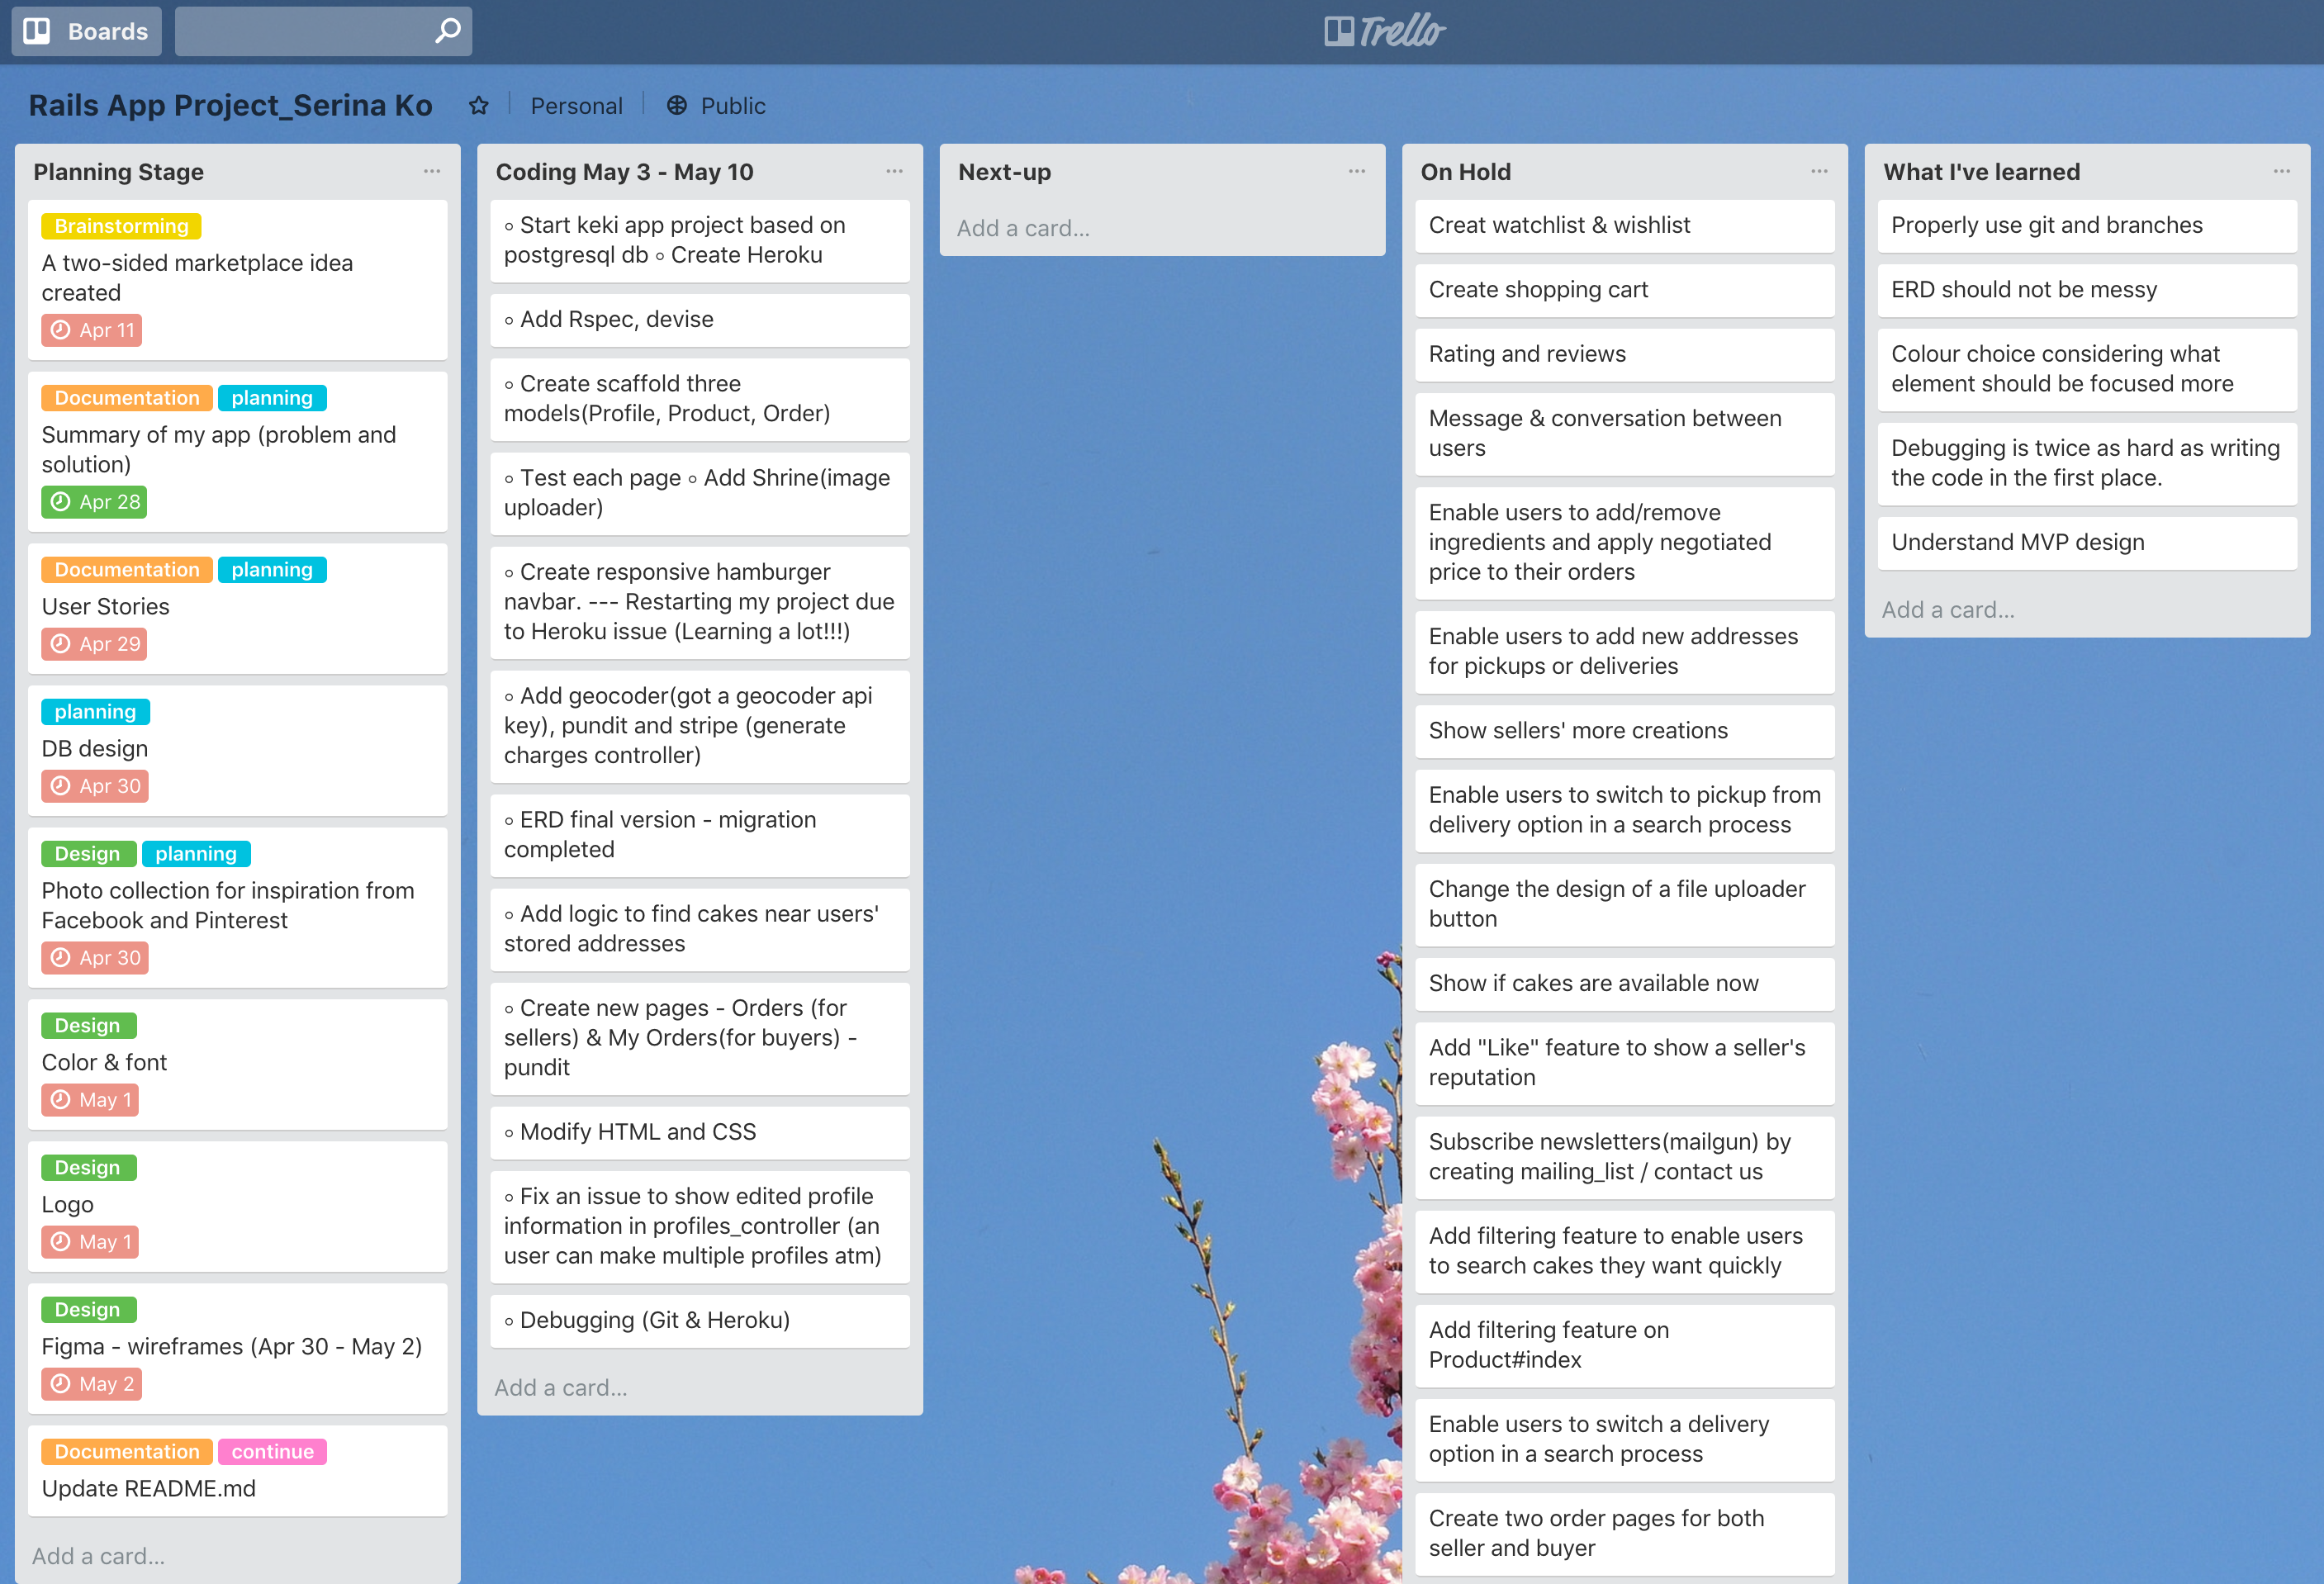 Boards
Trello
Rails App Project_Serina Ko
Personal
Public
Planning Stage
Brainstorming
A two-sided marketplace idea
created
Apr 11
Documentation planning
Summary of my app (problem and
solution)
Apr 28
Documentation planning
User Stories
Apr 29
planning
DB design
Apr 30
Design planning
Photo collection for inspiration from
Facebook and Pinterest
Apr 30
Design
Color & font
May 1
Design
Logo
May 1
Design
Figma - wireframes (Apr 30 - May 2)
May 2
Documentation continue
Update README.md
Add a card...
Coding May 3 - May 10
◦ Start keki app project based on
postgresql db ◦ Create Heroku
◦ Add Rspec, devise
◦ Create scaffold three
models(Profile, Product, Order)
◦ Test each page ◦ Add Shrine(image
uploader)
◦ Create responsive hamburger
navbar. --- Restarting my project due
to Heroku issue (Learning a lot!!!)
◦ Add geocoder(got a geocoder api
key), pundit and stripe (generate
charges controller)
◦ ERD final version - migration
completed
◦ Add logic to find cakes near users'
stored addresses
◦ Create new pages - Orders (for
sellers) & My Orders(for buyers) -
pundit
◦ Modify HTML and CSS
◦ Fix an issue to show edited profile
information in profiles_controller (an
user can make multiple profiles atm)
◦ Debugging (Git & Heroku)
Add a card...
Next-up
Add a card...
On Hold
Creat watchlist & wishlist
Create shopping cart
Rating and reviews
Message & conversation between
users
Enable users to add/remove
ingredients and apply negotiated
price to their orders
Enable users to add new addresses
for pickups or deliveries
Show sellers' more creations
Enable users to switch to pickup from
delivery option in a search process
Change the design of a file uploader
button
Show if cakes are available now
Add "Like" feature to show a seller's
reputation
Subscribe newsletters(mailgun) by
creating mailing_list / contact us
Add filtering feature to enable users
to search cakes they want quickly
Add filtering feature on
Product#index
Enable users to switch a delivery
option in a search process
Create two order pages for both
seller and buyer
What I've learned
Properly use git and branches
ERD should not be messy
Colour choice considering what
element should be focused more
Debugging is twice as hard as writing
the code in the first place.
Understand MVP design
Add a card...